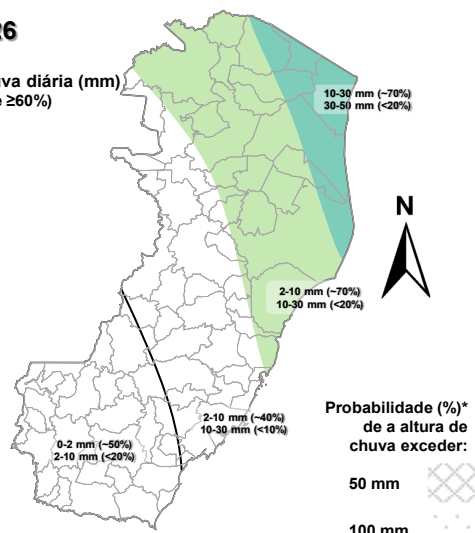 26
uva diária (mm)
e ≥60%)
10-30 mm (~70%)
30-50 mm (<20%)
N
2-10 mm (~70%)
10-30 mm (<20%)
2-10 mm (~40%)
10-30 mm (<10%)
0-2 mm (~50%)
2-10 mm (<20%)
Probabilidade (%)*
de a altura de
chuva exceder:
50 mm
100 mm